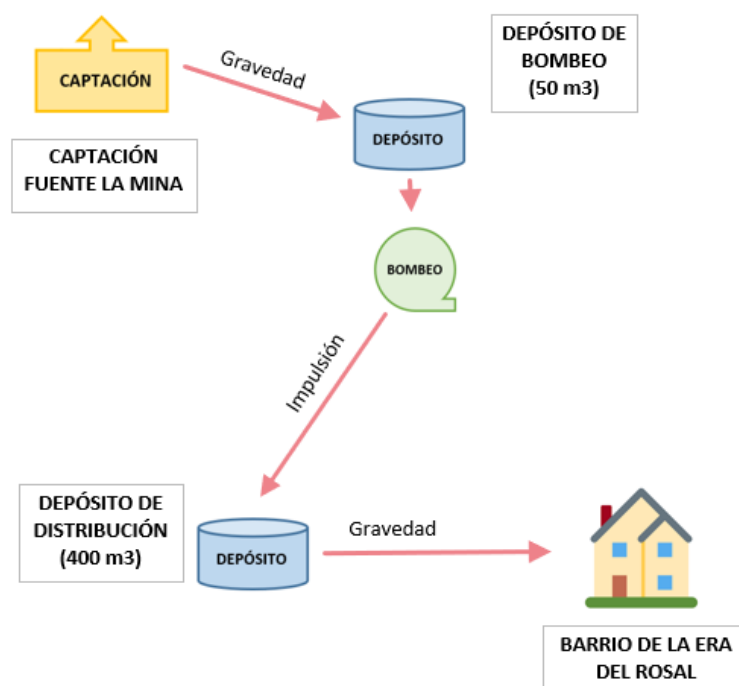 CAPTACIÓN
CAPTACIÓN
FUENTE LA MINA
Gravedad
DEPÓSITO DE
BOMBEO
(50 m3)
DEPÓSITO
BOMBEO
Impulsión
DEPÓSITO DE
DISTRIBUCIÓN
(400 m3)
DEPÓSITO
Gravedad
BARRIO DE LA ERA
DEL ROSAL